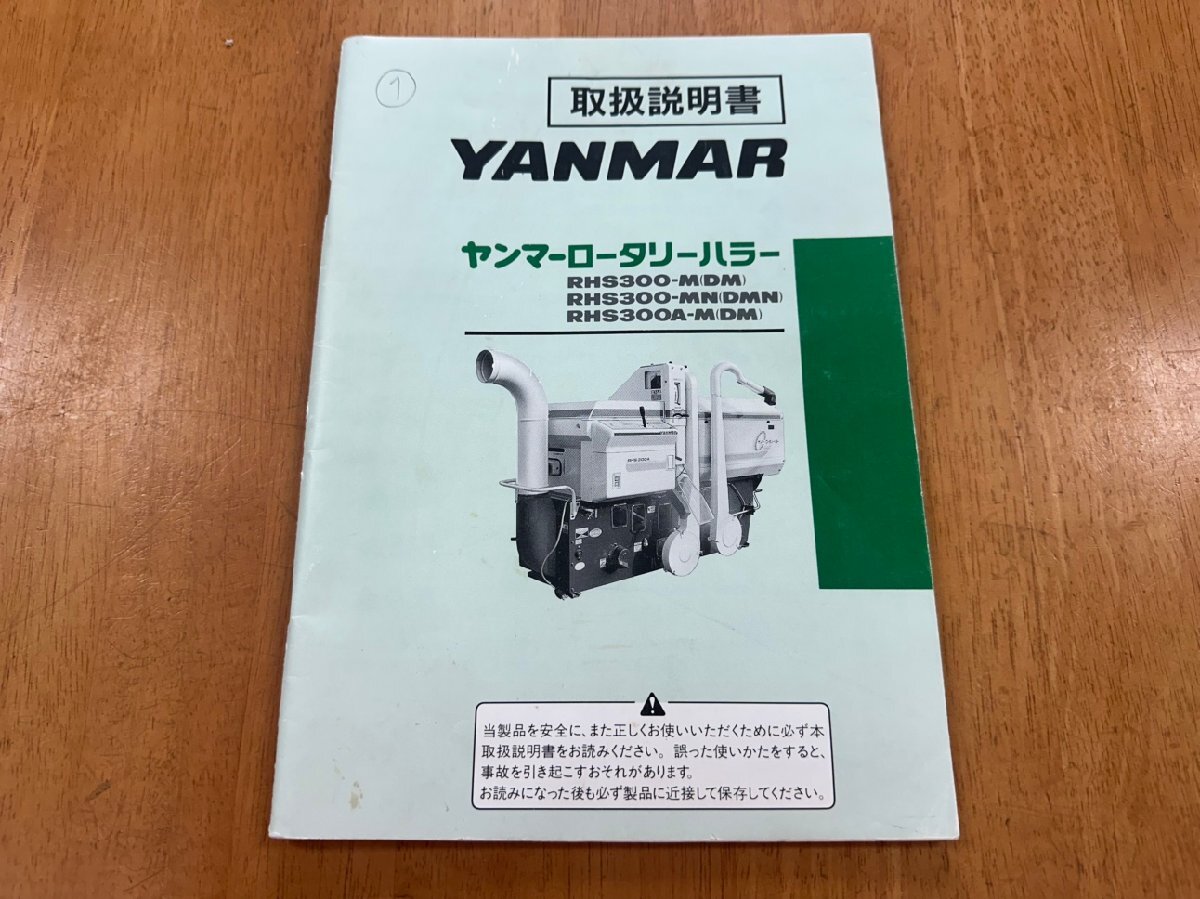 1
取扱説明書
YANMAR
ヤンマーロータリーハラー
RHS300-M(DM)
RHS300-MN(DMN)
RHS300A-M(DM)
YANMAR
RHS300A
当製品を安全に、また正しくお使いいただくために必ず本
取扱説明書をお読みください。誤った使いかたをすると、
事故を引き起こすおそれがあります。
お読みになった後も必ず製品に近接して保存してください。